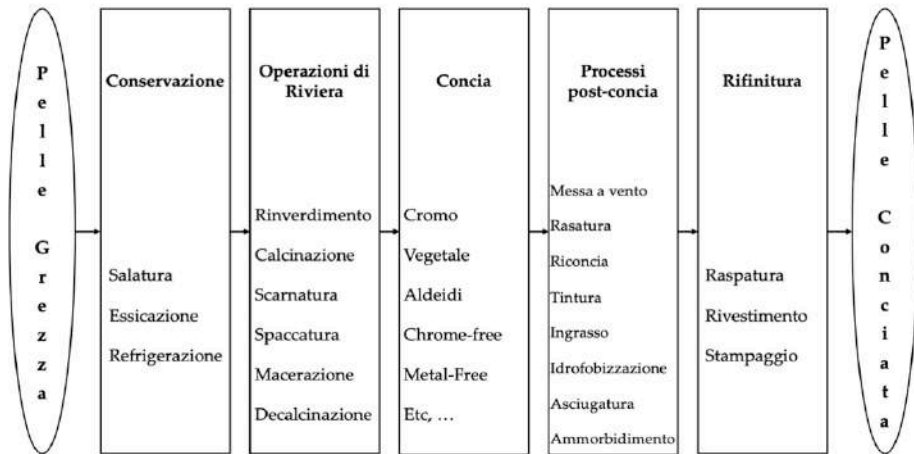 Pelle Grezza
Conservazione
Salatura
Essicazione
Refrigerazione
Operazioni di
Riviera
Rinverdimento
Calcinazione
Scarnatura
Spaccatura
Macerazione
Decalcinazione
Concia
Cromo
Vegetale
Aldeidi
Chrome-free
Metal-Free
Etc, ...
Processi
post-concia
Messa a vento
Rasatura
Riconcia
Tintura
Ingrasso
Idrofobizzazione
Asciugatura
Ammorbidimento
Rifinitura
Raspatura
Rivestimento
Stampaggio
Pelle Conciata